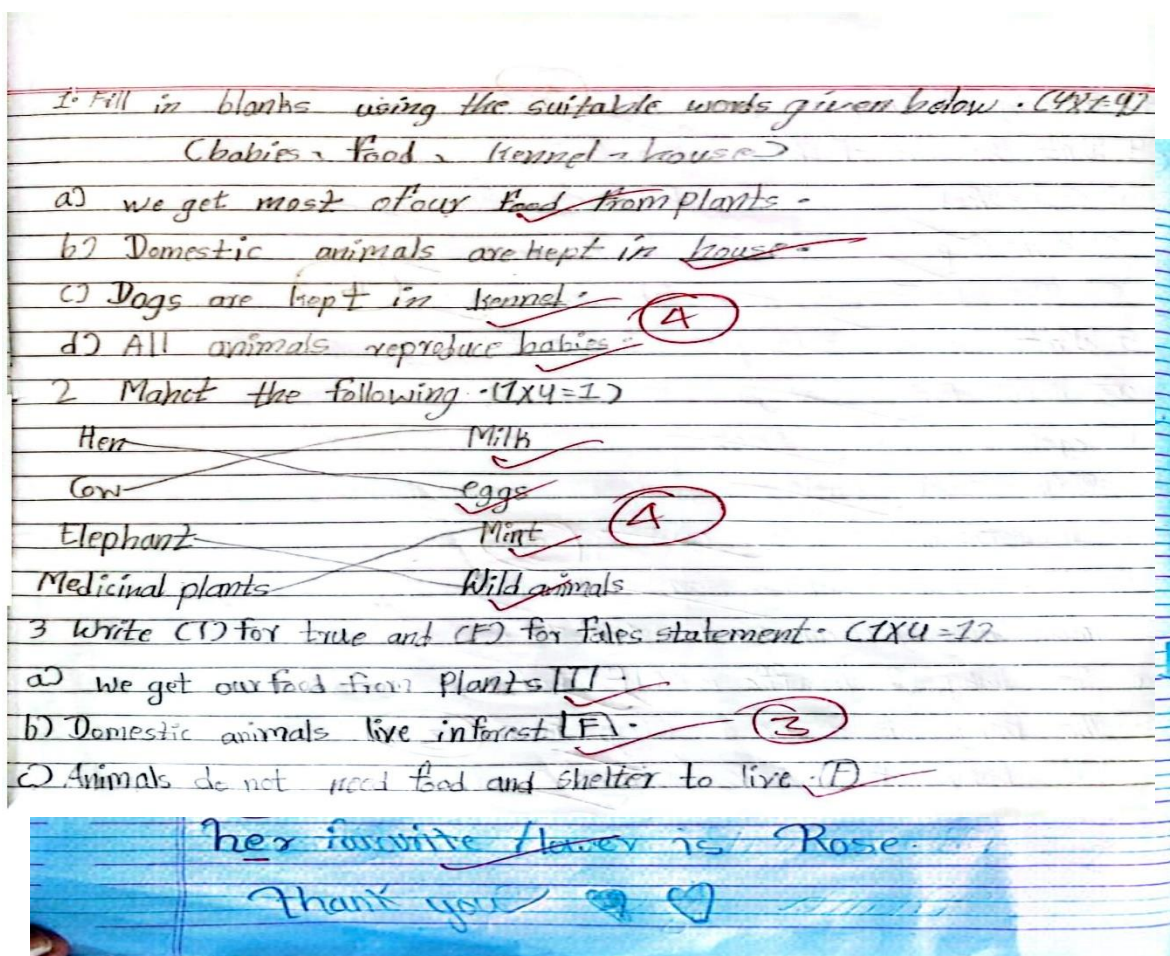 1. Fill in blanks using the suitable words given below. (4X1=4)
(babies, food, kennel, house)
a) we get most of our food from plants.
b) Domestic animals are kept in house.
c) Dogs are kept in kennel.
4
d) All animals reproduce babies.
2 Mahct the following. (1X4=1)
Hen Milk
Cow eggs
Elephant Mint
4
Medicinal plants Wild animals
3 Write (T) for true and (F) for fales statement. (1X4=1)
a) we get our food from Plants [T]
b) Domestic animals live in forest [F].
3
c) Animals do not need food and shelter to live. (F)
her favurite flower is Rose.
Thank you